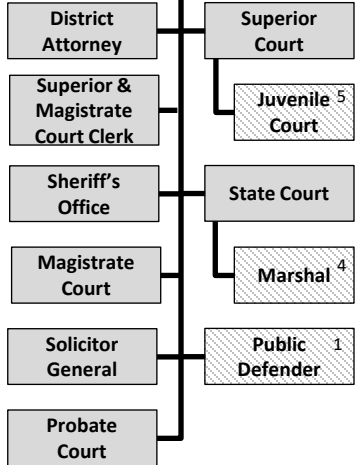 District
Attorney
Superior
Court
Superior &
Magistrate
Court Clerk
Juvenile 5
Court
Sheriff's
Office
State Court
Magistrate
Court
Marshal 4
Solicitor
General
Public 1
Defender
Probate
Court